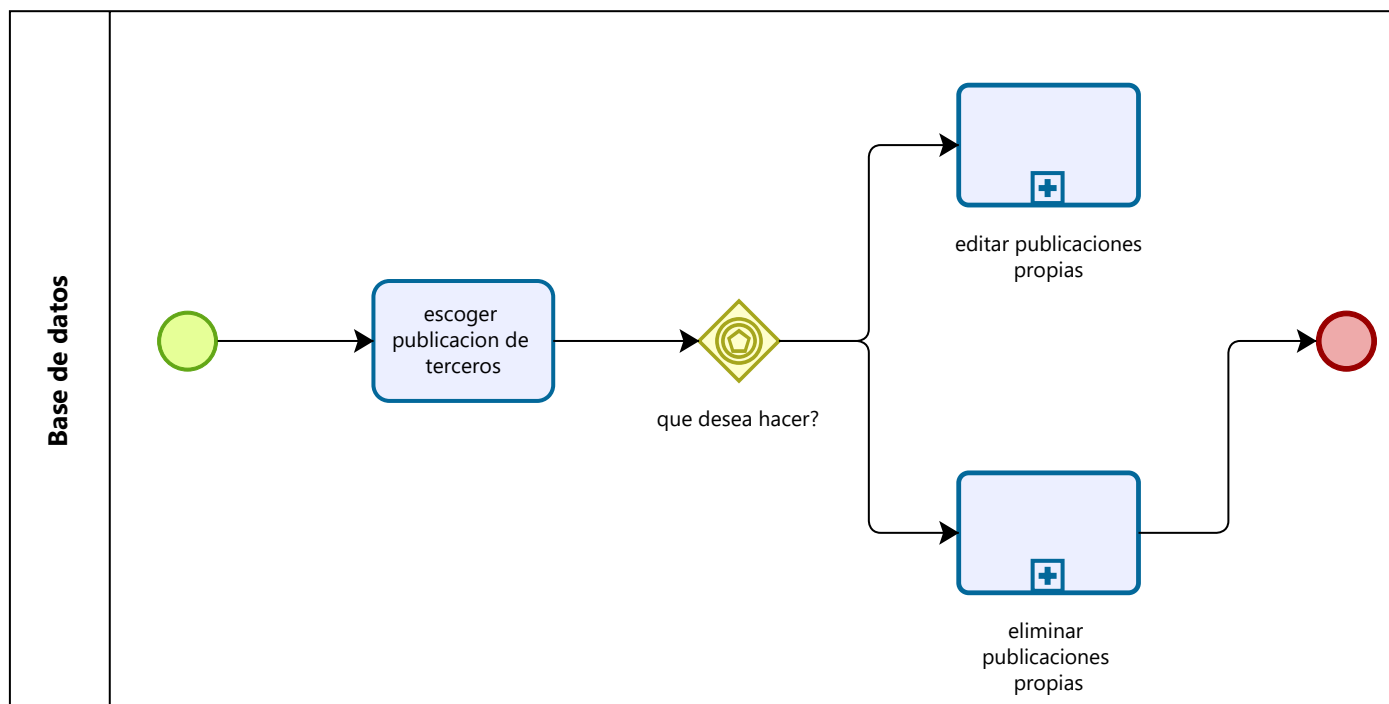 Base de datos
escoger
publicacion de
terceros
que desea hacer?
editar publicaciones
propias
eliminar
publicaciones
propias